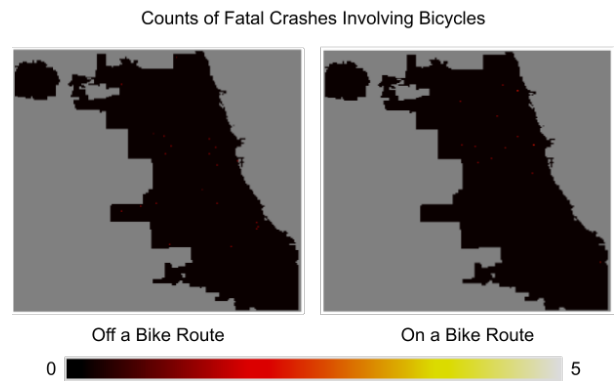 Counts of Fatal Crashes Involving Bicycles
Off a Bike Route
On a Bike Route
0
5